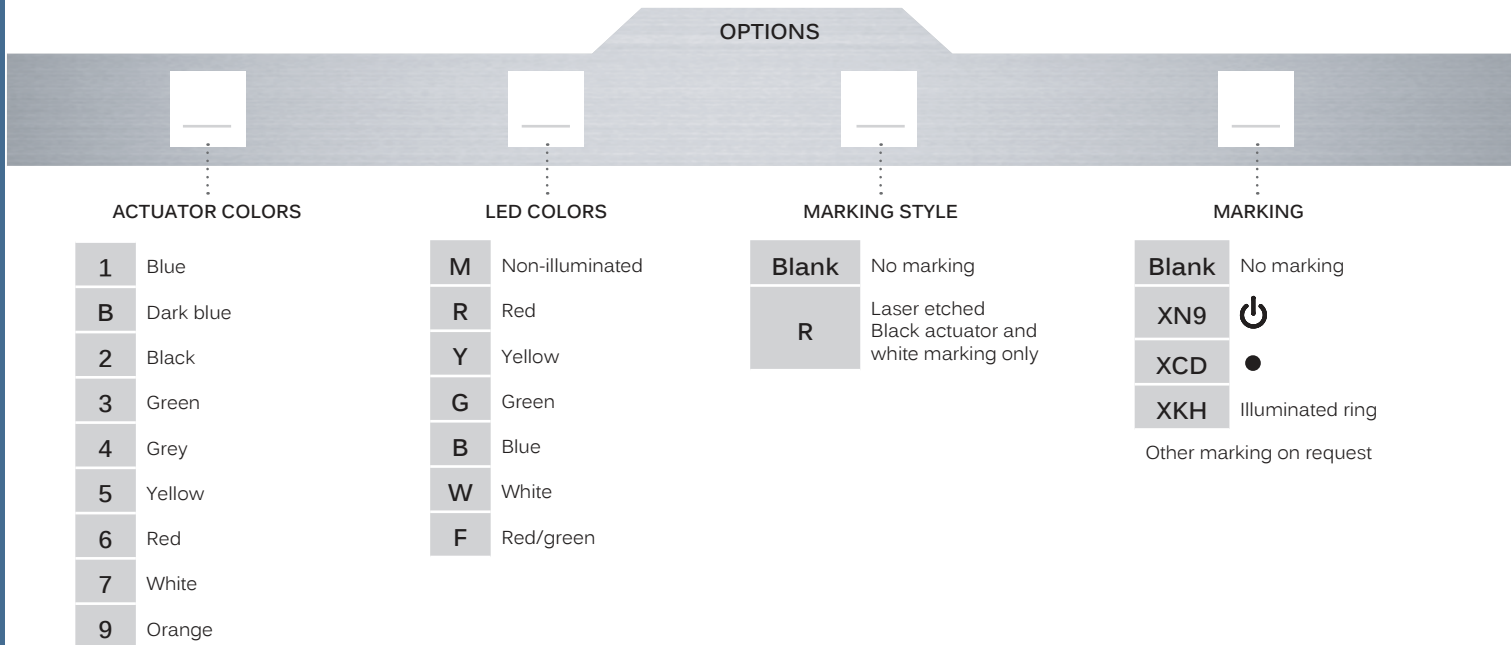 OPTIONS
ACTUATOR COLORS
1 Blue
B Dark blue
2 Black
3 Green
4 Grey
5 Yellow
6 Red
7 White
9 Orange
LED COLORS
M Non-illuminated
R Red
Y Yellow
G Green
B Blue
W White
F Red/green
MARKING STYLE
Blank No marking
R Laser etched
Black actuator and
white marking only
MARKING
Blank No marking
XN9
XCD
XKH Illuminated ring
Other marking on request